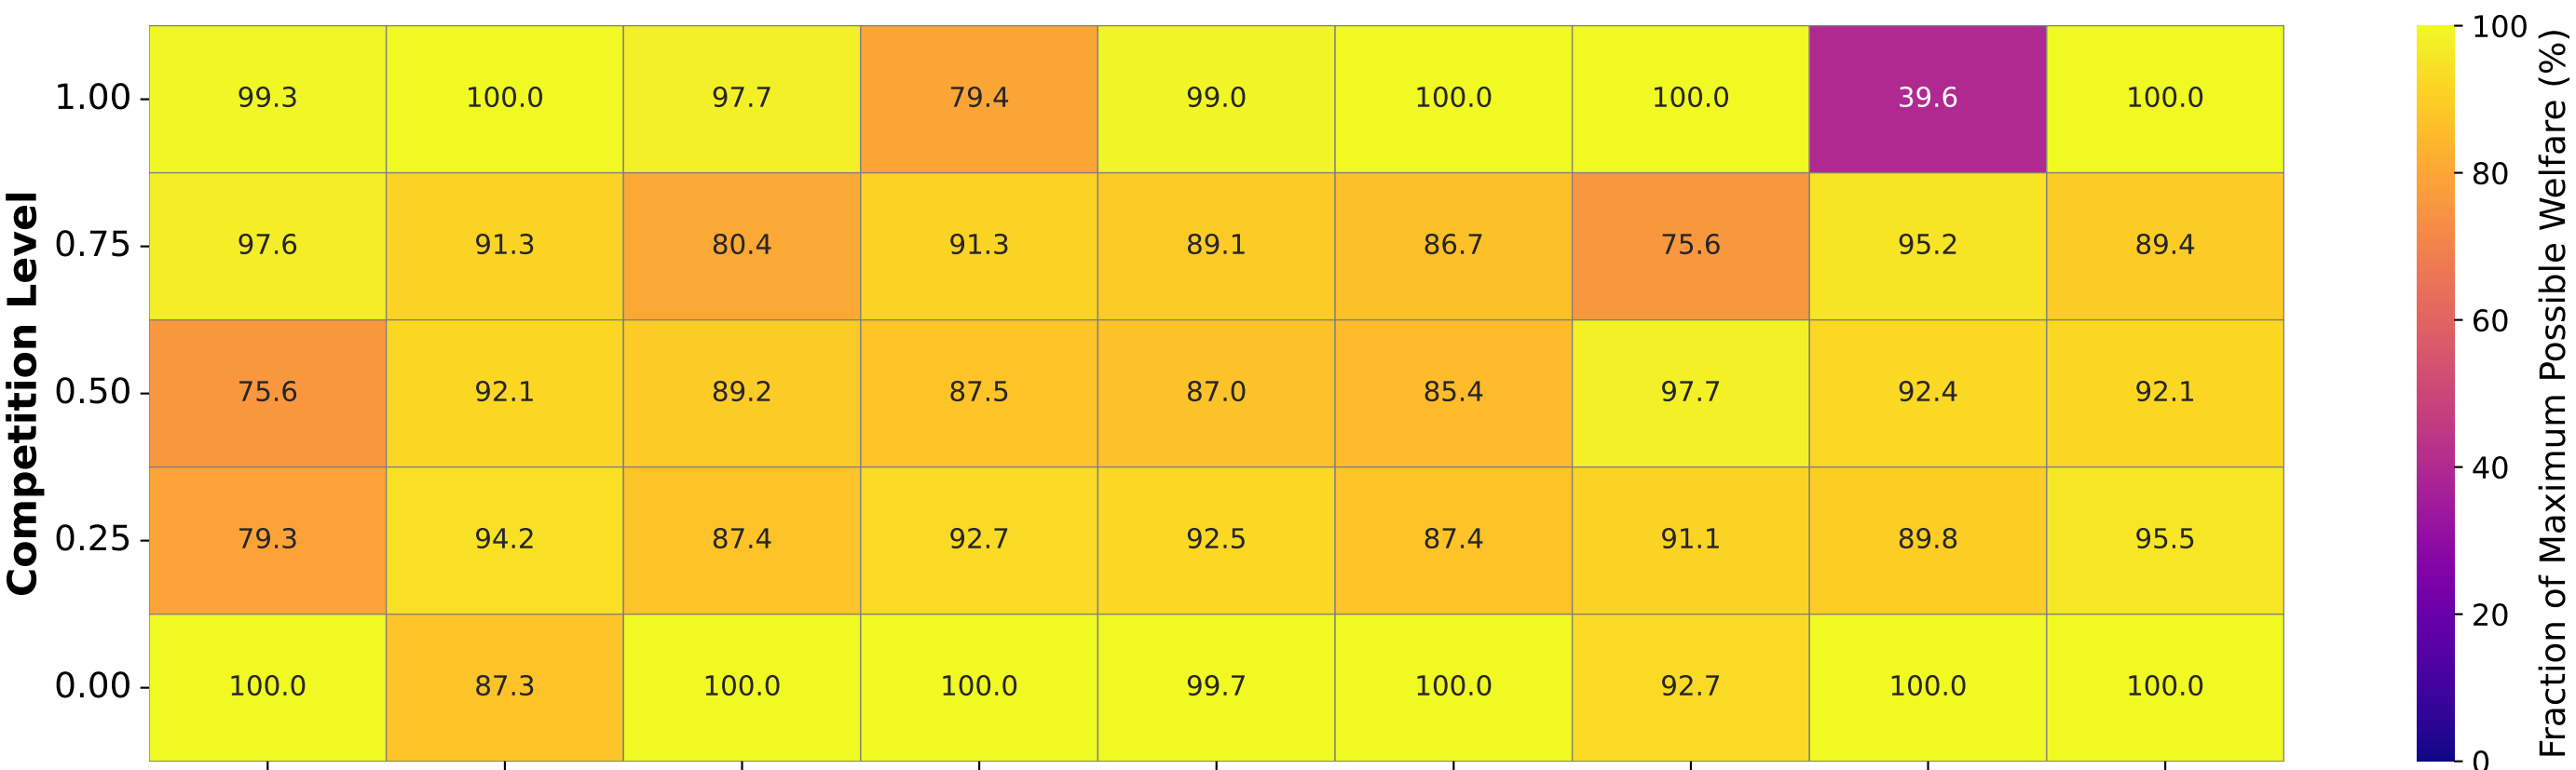 Competition Level
1.00 99.3 100.0 97.7 79.4 99.0 100.0 100.0 39.6 100.0
0.75 97.6 91.3 80.4 91.3 89.1 86.7 75.6 95.2 89.4
0.50 75.6 92.1 89.2 87.5 87.0 85.4 97.7 92.4 92.1
0.25 79.3 94.2 87.4 92.7 92.5 87.4 91.1 89.8 95.5
0.00 100.0 87.3 100.0 100.0 99.7 100.0 92.7 100.0 100.0
100
80
60
40
20
0
Fraction of Maximum Possible Welfare (%)